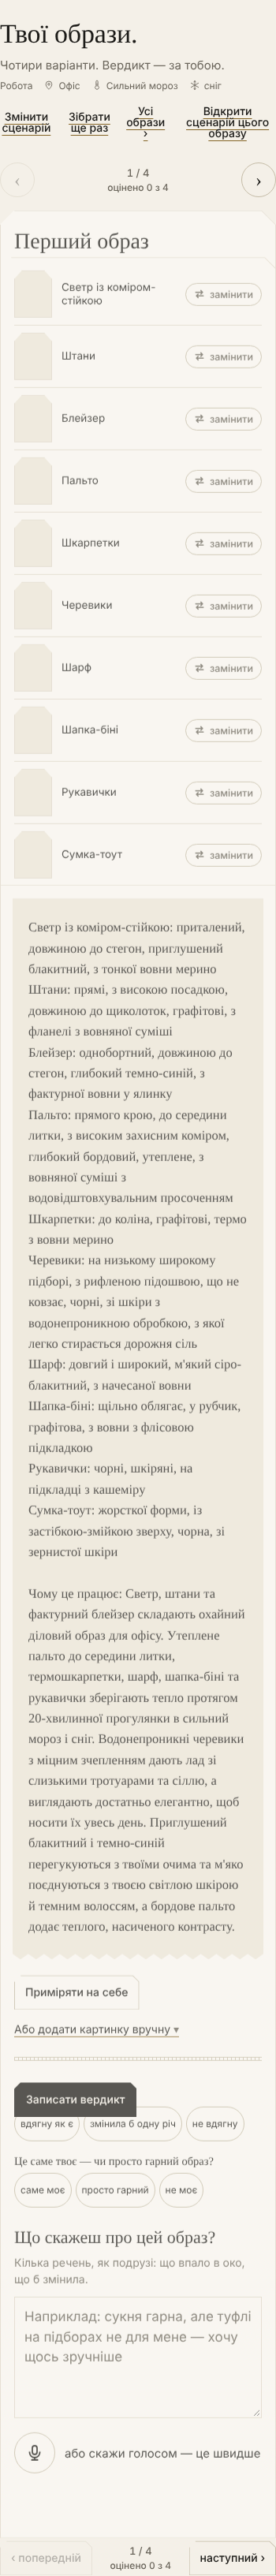 Твої образи.
Чотири варіанти. Вердикт — за тобою.
Робота Офіс Сильний мороз сніг
Змінити сценарій
Зібрати ще раз
Усі образи ›
Відкрити сценарій цього образу
‹
1 / 4
оцінено 0 з 4
›
Перший образ
Светр із коміром-
стійкою
замінити
Штани
замінити
Блейзер
замінити
Пальто
замінити
Шкарпетки
замінити
Черевики
замінити
Шарф
замінити
Шапка-біні
замінити
Рукавички
замінити
Сумка-тоут
замінити
Светр із коміром-стійкою: приталений,
довжиною до стегон, приглушений
блакитний, з тонкої вовни мерино
Штани: прямі, з високою посадкою,
довжиною до щиколоток, графітові, з
фланелі з вовняної суміші
Блейзер: однобортний, довжиною до
стегон, глибокий темно-синій, з
фактурної вовни у ялинку
Пальто: прямого крою, до середини
литки, з високим захисним коміром,
глибокий бордовий, утеплене, з
вовняної суміші з
водовідштовхувальним просоченням
Шкарпетки: до коліна, графітові, термо
з вовни мерино
Черевики: на низькому широкому
підборі, з рифленою підошвою, що не
ковзає, чорні, зі шкіри з
водонепроникною обробкою, з якої
легко стирається дорожня сіль
Шарф: довгий і широкий, м'який сіро-
блакитний, з начесаної вовни
Шапка-біні: щільно облягає, у рубчик,
графітова, з вовни з флісовою
підкладкою
Рукавички: чорні, шкіряні, на
підкладці з кашеміру
Сумка-тоут: жорсткої форми, із
застібкою-змійкою зверху, чорна, зі
зернистої шкіри
Чому це працює: Светр, штани та
фактурний блейзер складають охайний
діловий образ для офісу. Утеплене
пальто до середини литки,
термошкарпетки, шарф, шапка-біні та
рукавички зберігають тепло протягом
20-хвилинної прогулянки в сильний
мороз і сніг. Водонепроникні черевики
з міцним зчепленням дають лад зі
слизькими тротуарами та сіллю, а
виглядають достатньо елегантно, щоб
носити їх увесь день. Приглушений
блакитний і темно-синій
перегукуються з твоїми очима та м'яко
поєднуються з твоєю світлою шкірою
й темним волоссям, а бордове пальто
додає теплого, насиченого контрасту.
Приміряти на себе
Або додати картинку вручну ▾
Записати вердикт
вдягну як є
змінила б одну річ
не вдягну
Це саме твоє — чи просто гарний образ?
саме моє
просто гарний
не моє
Що скажеш про цей образ?
Кілька речень, як подрузі: що впало в око,
що б змінила.
Наприклад: сукня гарна, але туфлі
на підборах не для мене — хочу
щось зручніше
або скажи голосом — це швидше
‹ попередній
1 / 4
оцінено 0 з 4
наступний ›